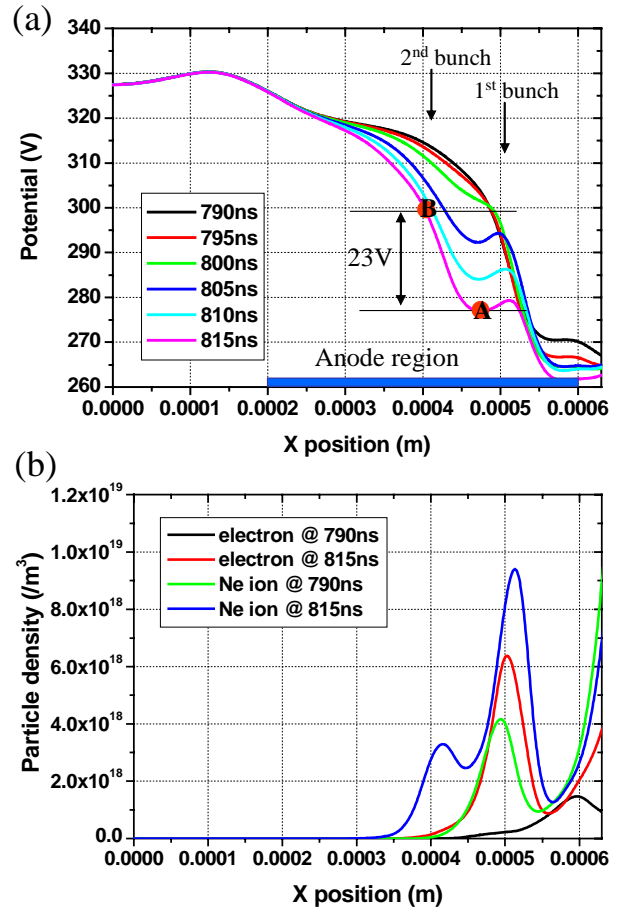 (a)
340
330
320
310
300
290
280
270
260
Potential (V)
2nd bunch
1st bunch
790ns
795ns
800ns
805ns
810ns
815ns
B
23V
A
Anode region
0.0000 0.0001 0.0002 0.0003 0.0004 0.0005 0.0006
X position (m)
(b)
1.2x10^19
1.0x10^19
8.0x10^18
6.0x10^18
4.0x10^18
2.0x10^18
0.0
Particle density (/m3)
electron @ 790ns
electron @ 815ns
Ne ion @ 790ns
Ne ion @ 815ns
0.0000 0.0001 0.0002 0.0003 0.0004 0.0005 0.0006
X position (m)